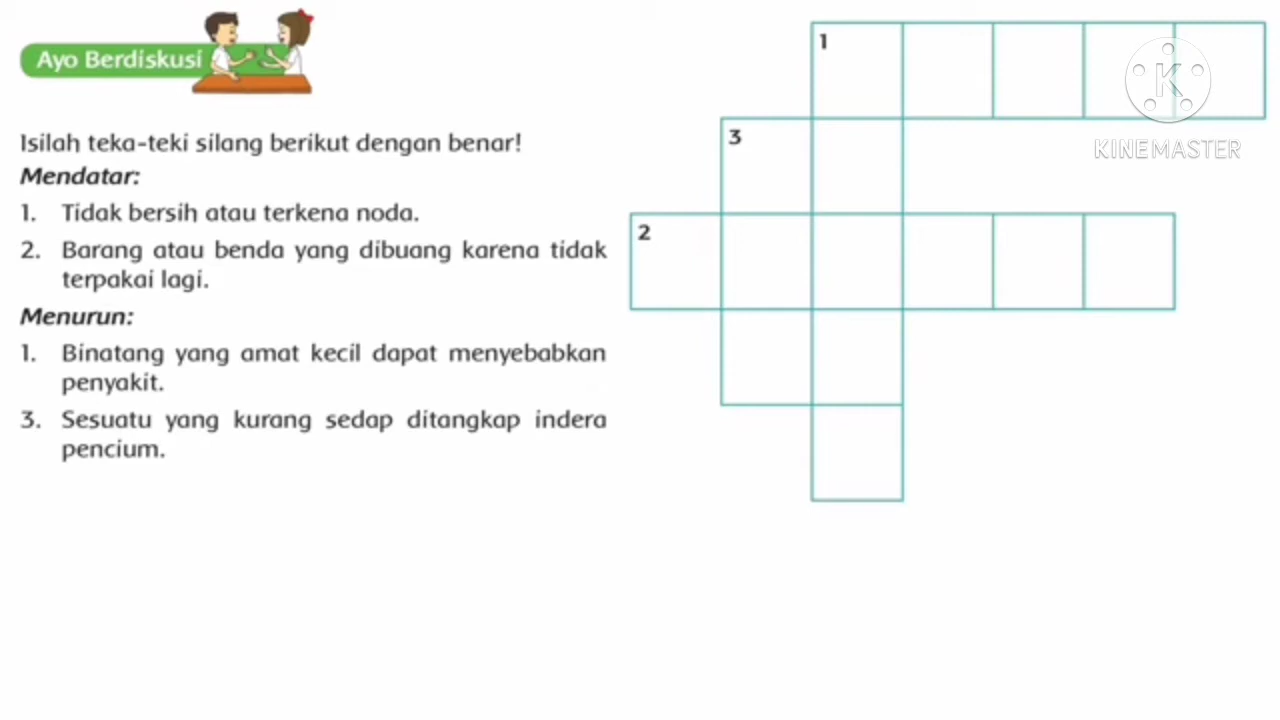 Ayo Berdiskusi
Isilah teka-teki silang berikut dengan benar!
Mendatar:
1. Tidak bersih atau terkena noda.
2. Barang atau benda yang dibuang karena tidak
terpakai lagi.
Menurun:
1. Binatang yang amat kecil dapat menyebabkan
penyakit.
3. Sesuatu yang kurang sedap ditangkap indera
pencium.
1
K
KINEMASTER
3
2